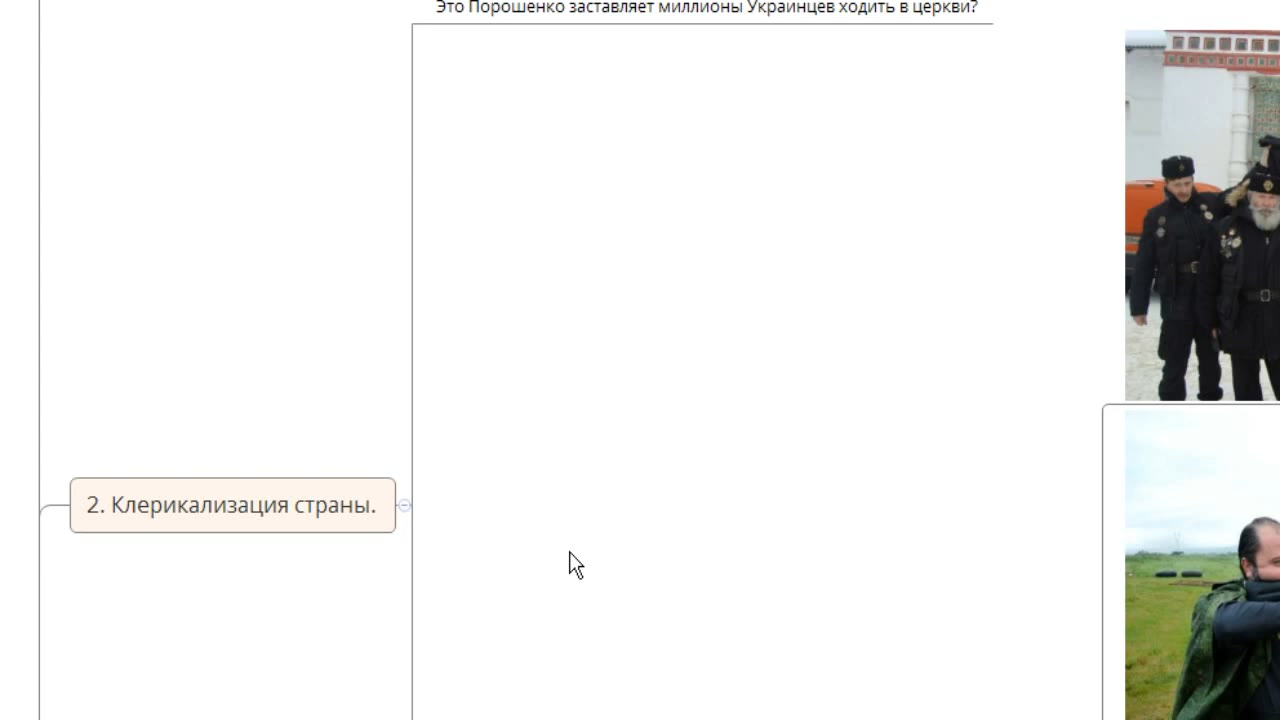 Это Порошенко заставляет миллионы Украинцев ходить в церкви?
2. Клерикализация страны.